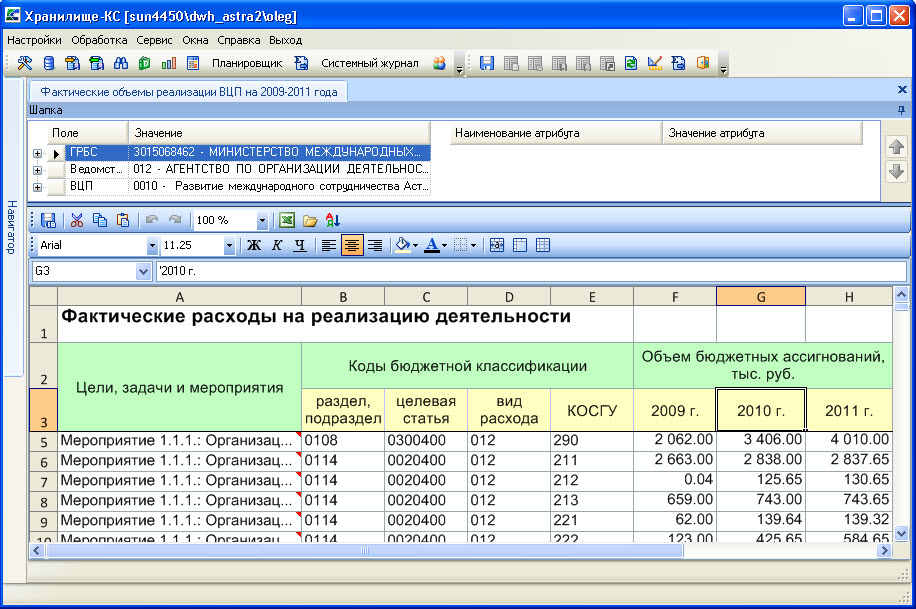 Хранилище-КС [sun4450\dwh_astra2\oleg]
Настройки Обработка Сервис Окна Справка Выход
Планировщик Системный журнал
Фактические объемы реализации ВЦП на 2009-2011 года
Шапка
Навигатор
Поле Значение Наименование атрибута Значение атрибута
ГРБС 3015068462 - МИНИСТЕРСТВО МЕЖДУНАРОДНЫХ...
Ведомст... 012 - АГЕНТСТВО ПО ОРГАНИЗАЦИИ ДЕЯТЕЛЬНОС...
ВЦП 0010 - Развитие международного сотрудничества Аст...
100 %
Arial 11.25 Ж К Ч А
G3 '2010 г.
A B C D E F G H
1 Фактические расходы на реализацию деятельности
2 Цели, задачи и мероприятия Коды бюджетной классификации Объем бюджетных ассигнований, тыс. руб.
3 раздел, подраздел целевая статья вид расхода КОСГУ 2009 г. 2010 г. 2011 г.
5 Мероприятие 1.1.1.: Организац... 0108 0300400 012 290 2 062.00 3 406.00 4 010.00
6 Мероприятие 1.1.1.: Организац... 0114 0020400 012 211 2 663.00 2 838.00 2 837.65
7 Мероприятие 1.1.1.: Организац... 0114 0020400 012 212 0.04 125.65 130.65
8 Мероприятие 1.1.1.: Организац... 0114 0020400 012 213 659.00 743.00 743.65
9 Мероприятие 1.1.1.: Организац... 0114 0020400 012 221 62.00 139.64 139.32
10 Мероприятие 1.1.1.: Организац... 0114 0020400 012 222 123.00 425.65 584.65